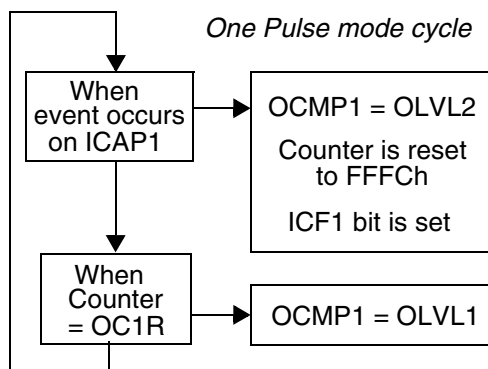 One Pulse mode cycle
When
event occurs
on ICAP1
OCMP1 = OLVL2
Counter is reset
to FFFCh
ICF1 bit is set
When
Counter
= OC1R
OCMP1 = OLVL1